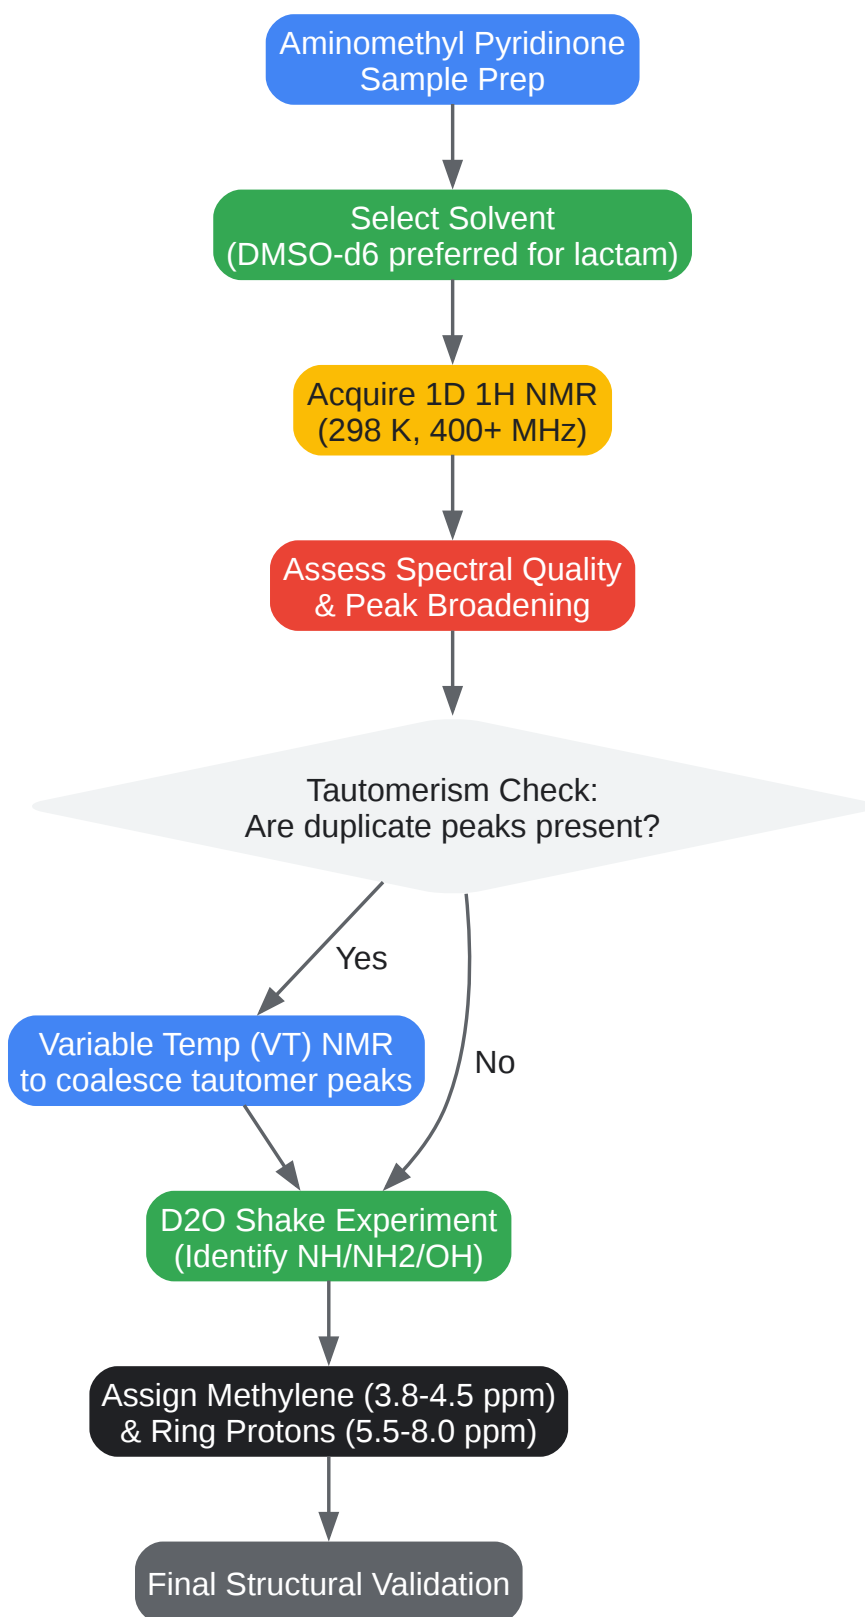 Aminomethyl Pyridinone
Sample Prep
Select Solvent
(DMSO-d6 preferred for lactam)
Acquire 1D 1H NMR
(298 K, 400+ MHz)
Assess Spectral Quality
& Peak Broadening
Tautomerism Check:
Are duplicate peaks present?
Yes
Variable Temp (VT) NMR
to coalesce tautomer peaks
No
D2O Shake Experiment
(Identify NH/NH2/OH)
Assign Methylene (3.8-4.5 ppm)
& Ring Protons (5.5-8.0 ppm)
Final Structural Validation